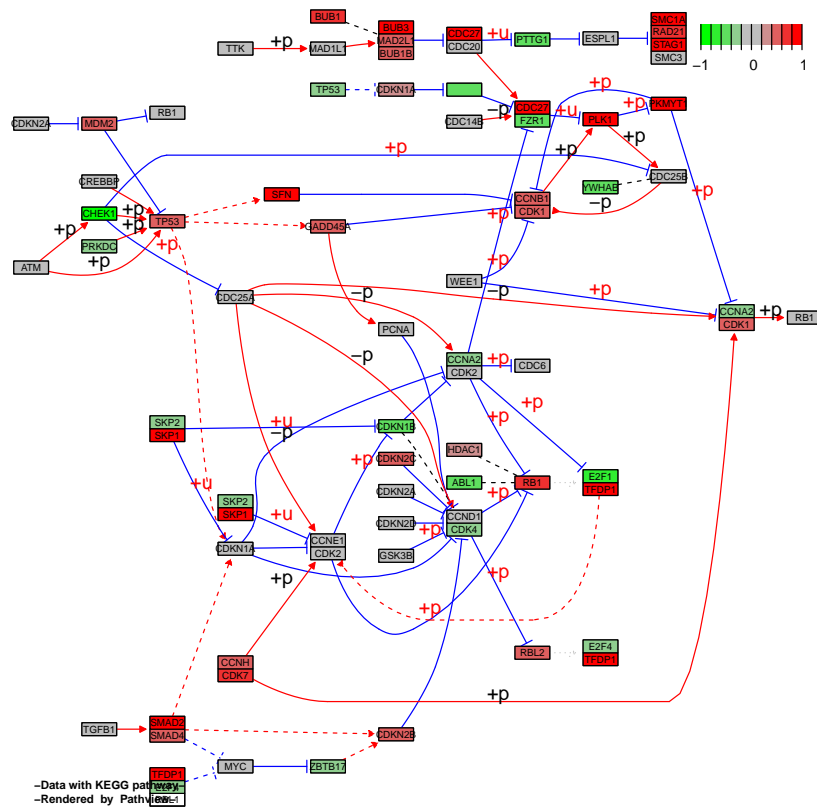 BUB1
BUB3
CDC27
+u
SMC1A
TTK
+p
MAD1L1
MAD2L1
CDC20
PTTG1
ESPL1
RAD21
BUB1B
STAG1
SMC3
−1
0
1
TP53
CDKN1A
+p
CDC27
+u
+p
PKMYT1
−p
CDKN2A
MDM2
RB1
CDC14B
FZR1
PLK1
+p
+p
+p
CREBBP
CDC25B
+p
YWHAB
CHEK1
+p
TP53
SFN
CCNB1
−p
+p
+p
GADD45A
CDK1
+p
PRKDC
+p
ATM
+p
+p
WEE1
+p
CDC25A
−p
−p
CCNA2
+p
RB1
CDK1
PCNA
−p
CCNA2
+p
CDC6
CDK2
+p
+p
SKP2
+u
CDKN1B
SKP1
−p
HDAC1
+p
CDKN2C
+u
ABL1
+p
RB1
E2F1
CDKN2A
TFDP1
SKP2
SKP1
+u
CDKN2D
CCND1
+p
CDK4
CCNE1
CDKN1A
CDK2
GSK3B
+p
+p
+p
RBL2
E2F4
TFDP1
CCNH
CDK7
+p
SMAD2
TGFB1
SMAD4
CDKN2B
MYC
ZBTB17
TFDP1
E2F4
−Data with KEGG pathway−
−Rendered by Pathview−